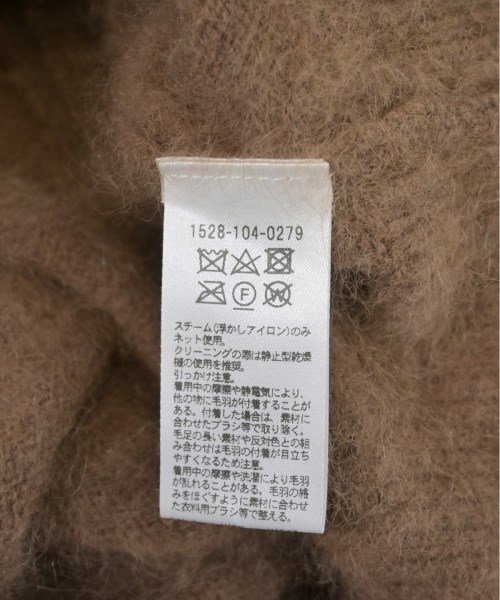 1528-104-0279
F W
スチーム(浮かしアイロン)のみ
ネット使用。
クリーニングの際は静止型乾燥
機の使用を推奨。
引っかけ注意。
着用中の摩擦や静電気により、
他の物に毛羽が付着することが
ある。付着した場合は、素材に
合わせたブラシ等で取り除く。
毛足の長い素材や反対色との組
み合わせは毛羽の付着が目立ち
やすくなるため注意。
着用中の摩擦や洗濯により毛羽
が乱れることがある、毛羽の絡
みをほぐすように素材に合わせ
た衣料用ブラシ等で整える。